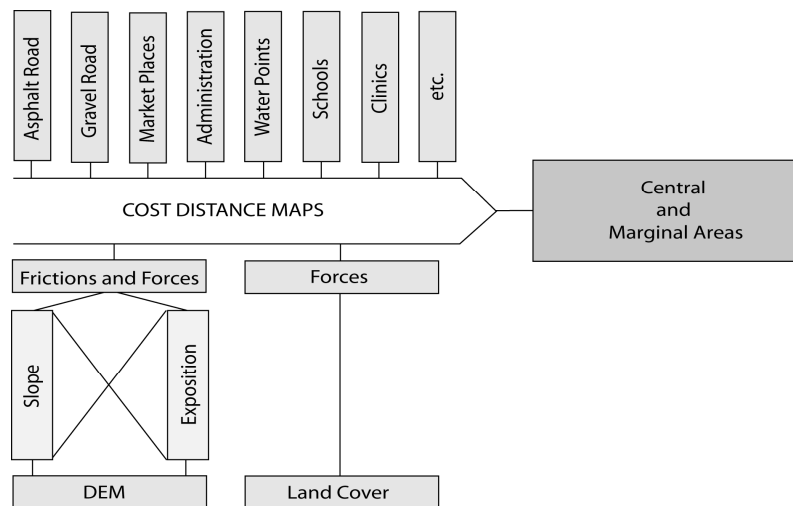 Asphalt Road
Gravel Road
Market Places
Administration
Water Points
Schools
Clinics
etc.
COST DISTANCE MAPS
Central
and
Marginal Areas
Frictions and Forces
Forces
Slope
Exposition
DEM
Land Cover